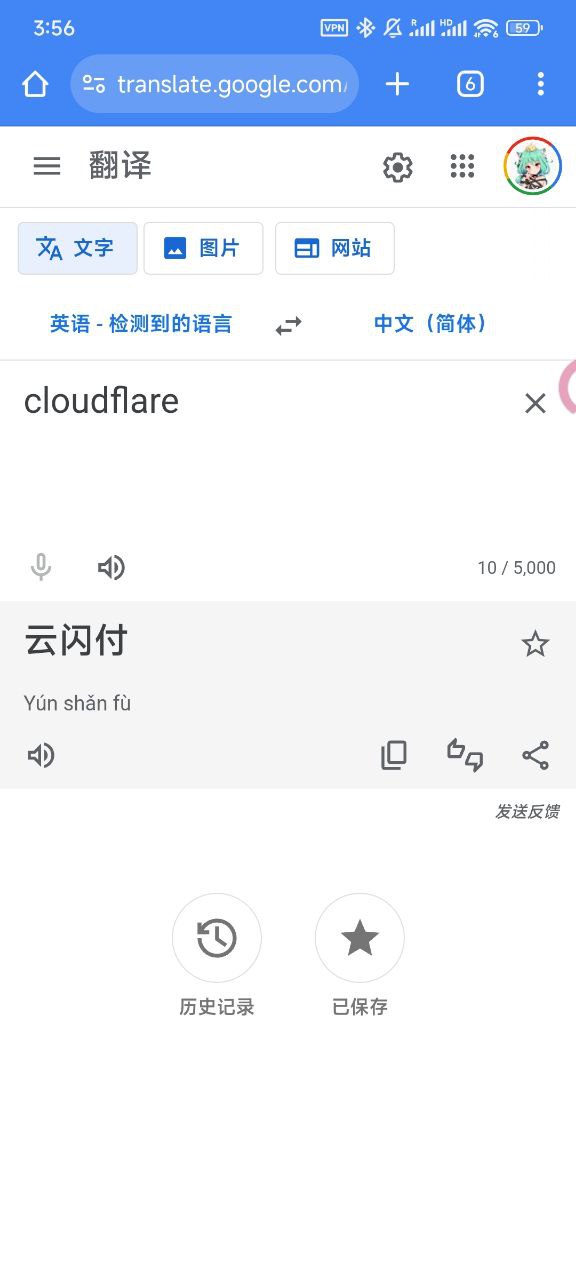 3:56
VPN
R
HD
6
59
translate.google.com/
6
翻译
文字
图片
网站
英语 - 检测到的语言
中文（简体）
cloudflare
10 / 5,000
云闪付
Yún shǎn fù
发送反馈
历史记录
已保存